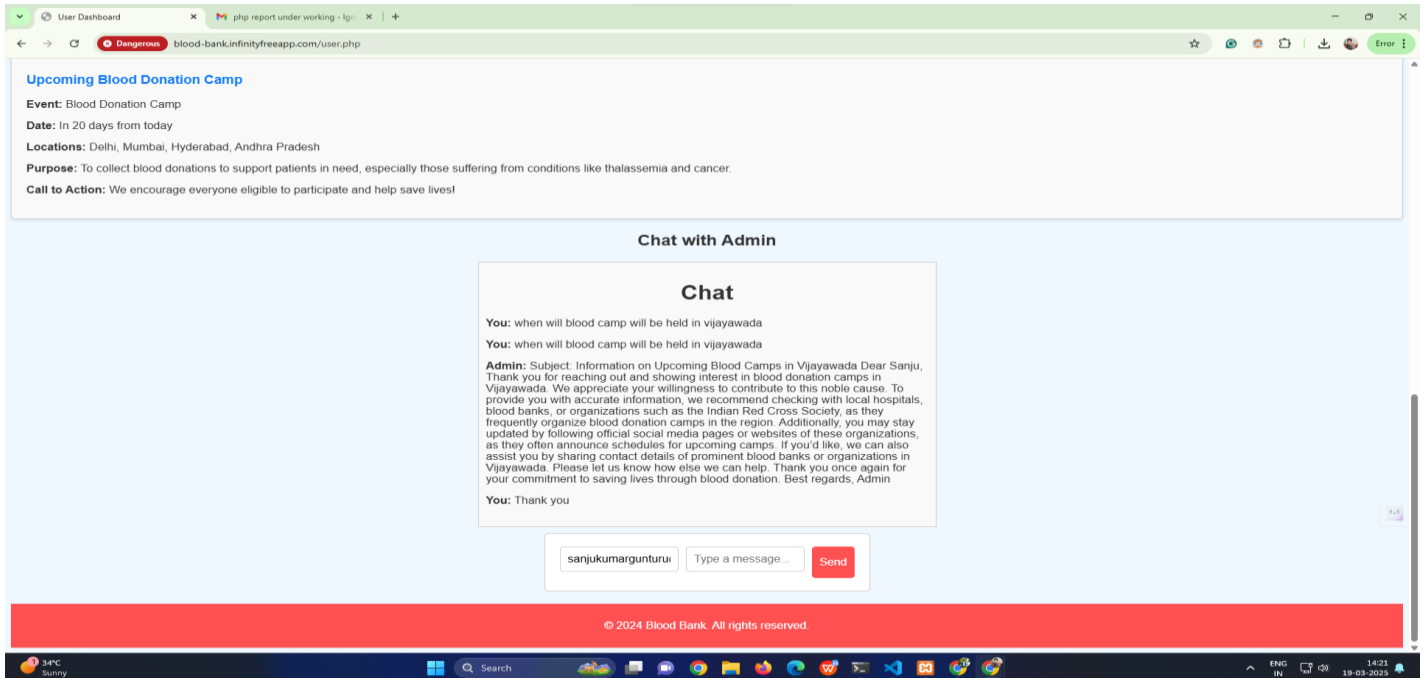 User Dashboard
php report under working - lgo
Dangerous
blood-bank.infinityfreeapp.com/user.php
Error
Upcoming Blood Donation Camp
Event: Blood Donation Camp
Date: In 20 days from today
Locations: Delhi, Mumbai, Hyderabad, Andhra Pradesh
Purpose: To collect blood donations to support patients in need, especially those suffering from conditions like thalassemia and cancer.
Call to Action: We encourage everyone eligible to participate and help save lives!
Chat with Admin
Chat
You: when will blood camp will be held in vijayawada
You: when will blood camp will be held in vijayawada
Admin: Subject: Information on Upcoming Blood Camps in Vijayawada Dear Sanju,
Thank you for reaching out and showing interest in blood donation camps in
Vijayawada. We appreciate your willingness to contribute to this noble cause. To
provide you with accurate information, we recommend checking with local hospitals,
blood banks, or organizations such as the Indian Red Cross Society, as they
frequently organize blood donation camps in the region. Additionally, you may stay
updated by following official social media pages or websites of these organizations,
as they often announce schedules for upcoming camps. If you'd like, we can also
assist you by sharing contact details of prominent blood banks or organizations in
Vijayawada. Please let us know how else we can help. Thank you once again for
your commitment to saving lives through blood donation. Best regards, Admin
You: Thank you
sanjukumargunturu
Type a message...
Send
© 2024 Blood Bank. All rights reserved.
1
34°C
Sunny
Search
ENG
IN
14:21
19-03-2025